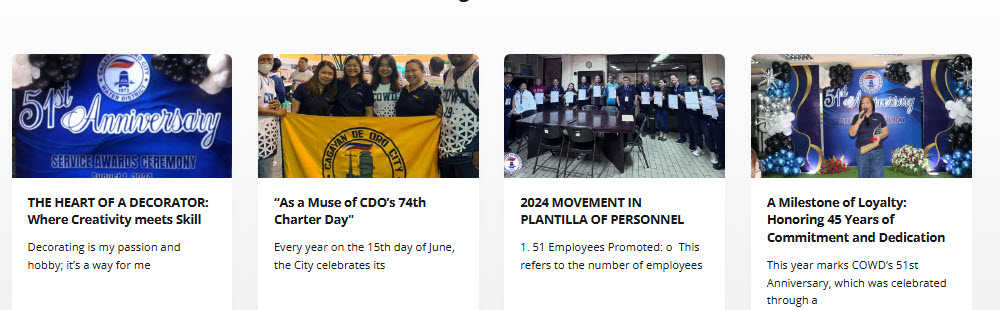 51st Anniversary
SERVICE AWARDS CEREMONY
August 1, 2024
THE HEART OF A DECORATOR:
Where Creativity meets Skill
Decorating is my passion and
hobby; it’s a way for me
CAGAYAN DE ORO CITY
“As a Muse of CDO’s 74th
Charter Day"
Every year on the 15th day of June,
the City celebrates its
2024 MOVEMENT IN
PLANTILLA OF PERSONNEL
1. 51 Employees Promoted: o  This
refers to the number of employees
51st Anniversary
A Milestone of Loyalty:
Honoring 45 Years of
Commitment and Dedication
This year marks COWD’s 51st
Anniversary, which was celebrated
through a